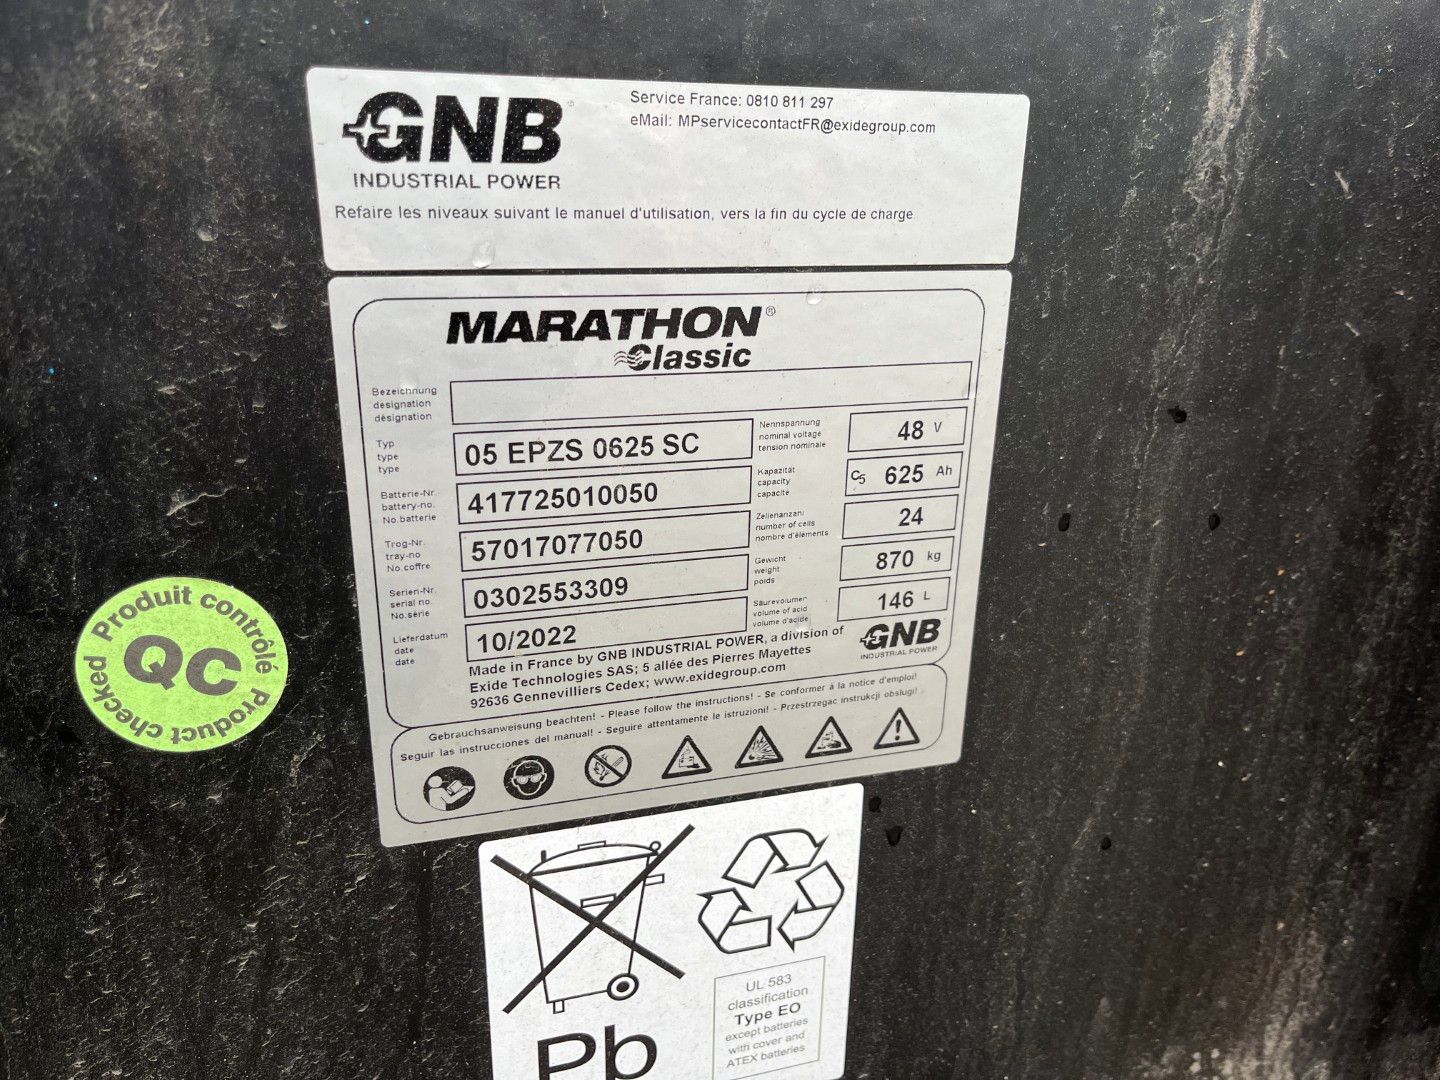 GNB
INDUSTRIAL POWER
Service France: 0810 811 297
eMail: MPservicecontactFR@exidegroup.com
Refaire les niveaux suivant le manuel d'utilisation, vers la fin du cycle de charge
MARATHON®
Classic
Bezeichnung
designation
désignation
Typ
type
type
05 EPZS 0625 SC
Nennspannung
nominal voltage
tension nominale
48 V
Batterie-Nr.
battery-no.
No.batterie
417725010050
Kapazität
capacity
capacité
C5 625 Ah
Trog-Nr.
tray-no
No.coffre
57017077050
Zellenanzahl
number of cells
nombre d'éléments
24
Serien-Nr.
serial no.
No.série
0302553309
Gewicht
weight
poids
870 kg
Lieferdatum
date
date
10/2022
Säurevolumen
volume of acid
volume d'acide
146 L
Made in France by GNB INDUSTRIAL POWER, a division of
Exide Technologies SAS; 5 allée des Pierres Mayettes
92636 Gennevilliers Cedex; www.exidegroup.com
GNB
INDUSTRIAL POWER
Gebrauchsanweisung beachten! - Please follow the instructions! - Se conformer à la notice d'emploi!
Seguir las instrucciones del manual! - Seguire attentamente le istruzioni! - Przestrzegac instrukcji obslugi!
Produit contrôlé
QC
Product checked
Pb
UL 583
classification
Type EO
except batteries
with cover and
ATEX batteries